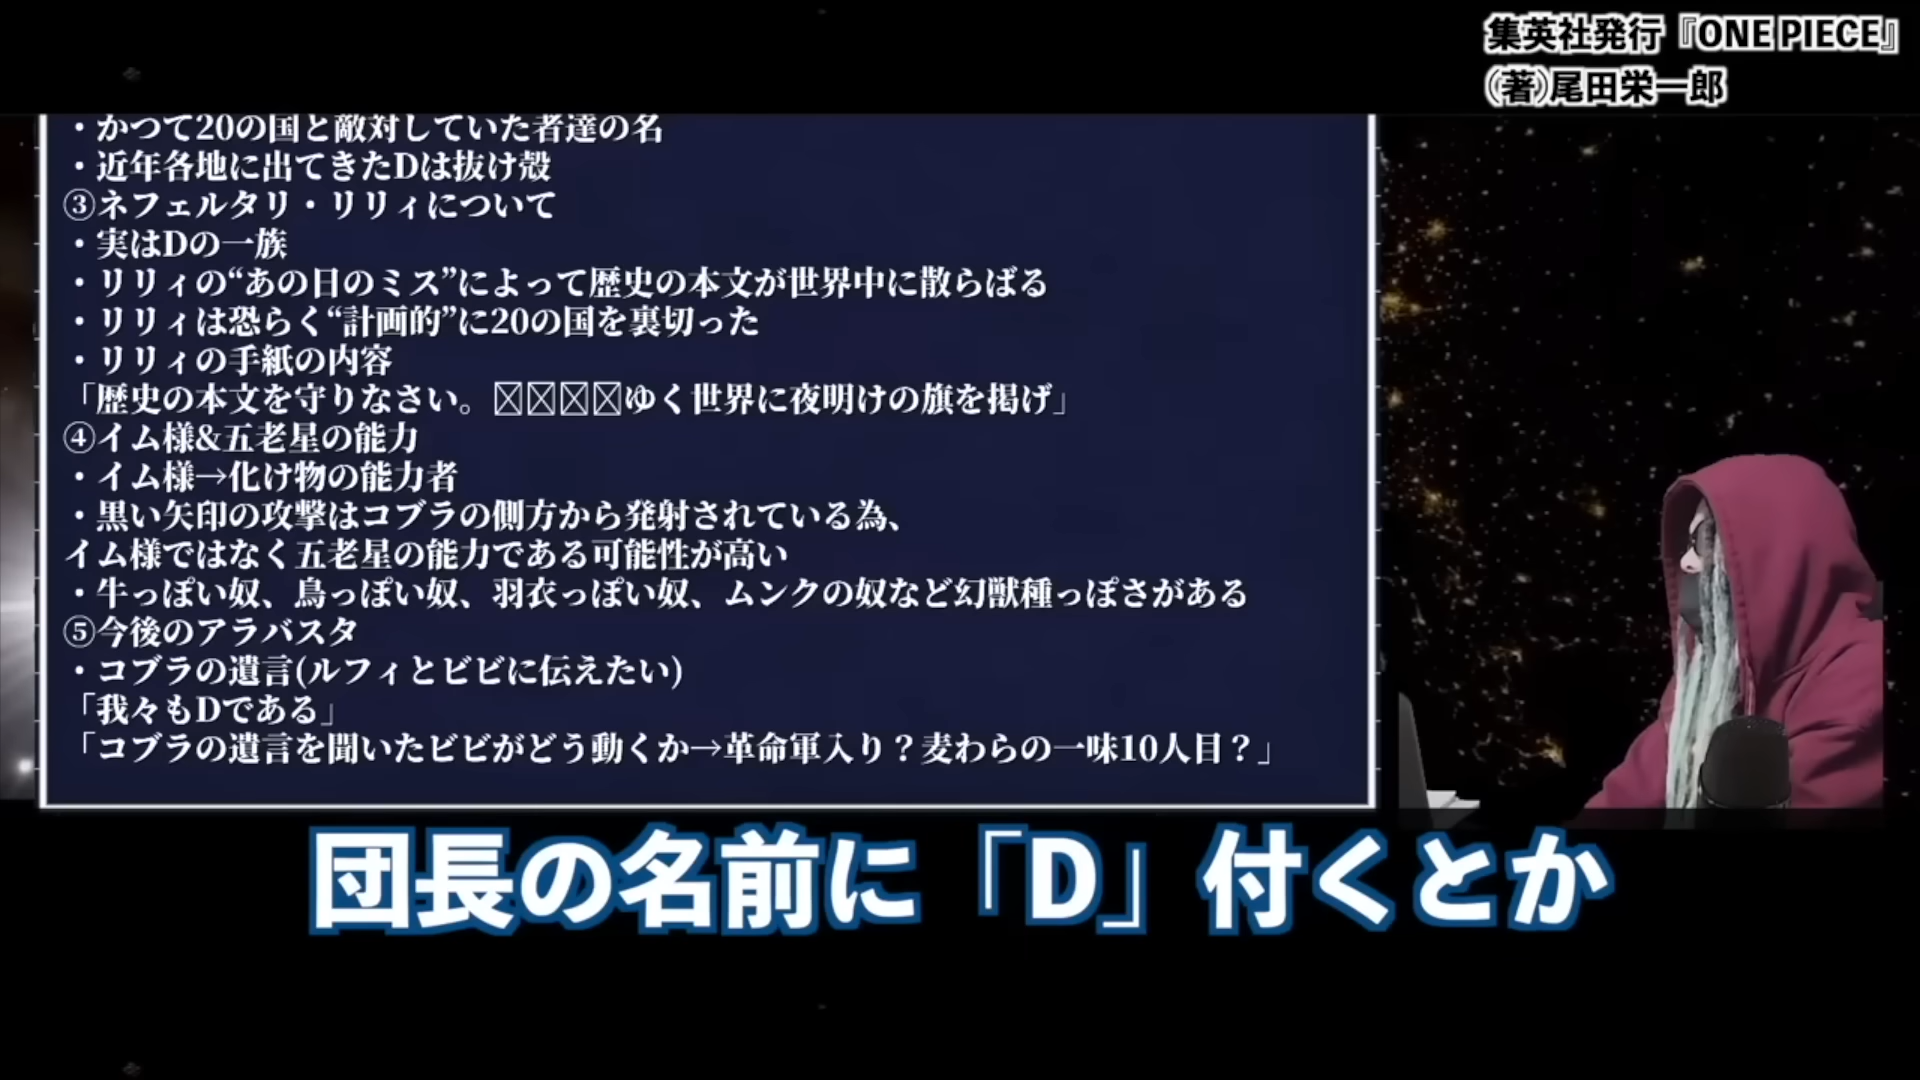 集英社発行『ONE PIECE』
(著)尾田栄一郎
・かつて20の国と敵対していた者達の名
・近年各地に出てきたDは抜け殻
③ネフェルタリ・リリィについて
・実はDの一族
・リリィの“あの日のミス”によって歴史の本文が世界中に散らばる
・リリィは恐らく“計画的”に20の国を裏切った
・リリィの手紙の内容
「歴史の本文を守りなさい。☒☒☒☒ゆく世界に夜明けの旗を掲げ」
④イム様&五老星の能力
・イム様→化け物の能力者
・黒い矢印の攻撃はコブラの側方から発射されている為、
イム様ではなく五老星の能力である可能性が高い
・牛っぽい奴、鳥っぽい奴、羽衣っぽい奴、ムンクの奴など幻獣種っぽさがある
⑤今後のアラバスタ
・コブラの遺言(ルフィとビビに伝えたい)
「我々もDである」
「コブラの遺言を聞いたビビがどう動くか→革命軍入り？麦わらの一味10人目？」
団長の名前に「D」付くとか